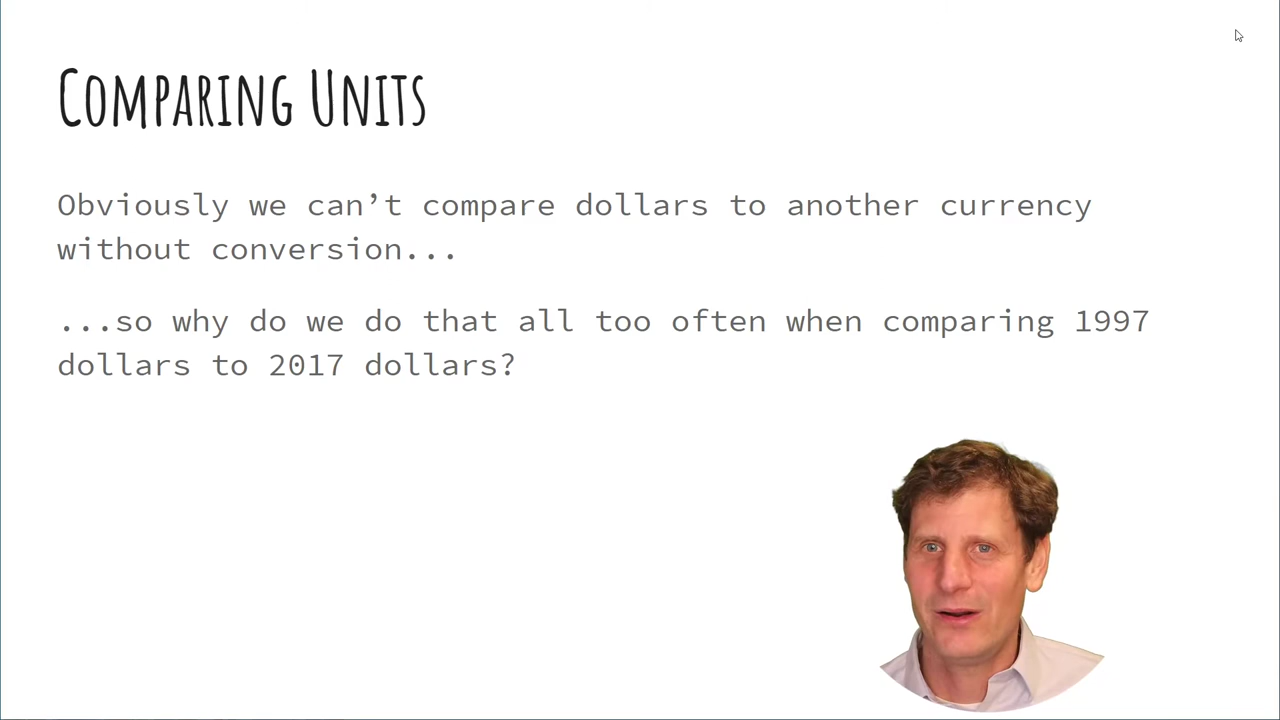 Comparing Units
Obviously we can’t compare dollars to another currency
without conversion...
...so why do we do that all too often when comparing 1997
dollars to 2017 dollars?